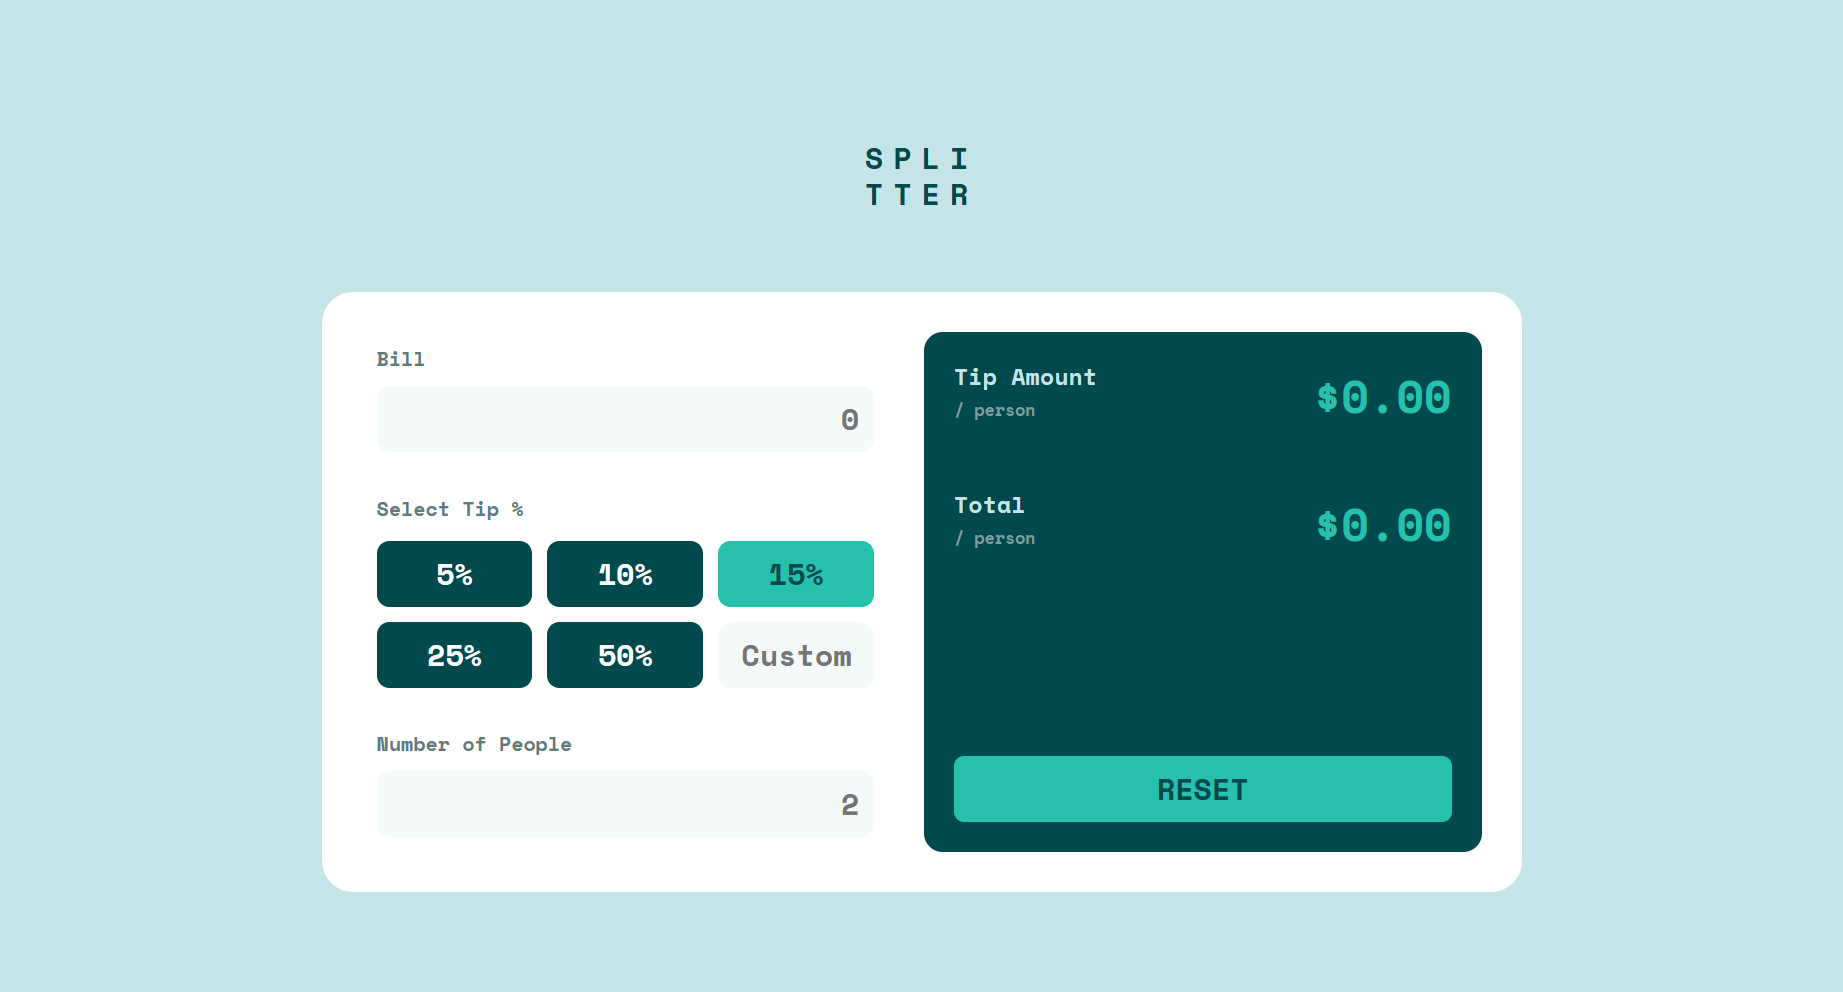 SPLI
TTER
Bill
0
Select Tip %
5%
10%
15%
25%
50%
Custom
Number of People
2
Tip Amount
/ person
$0.00
Total
/ person
$0.00
RESET